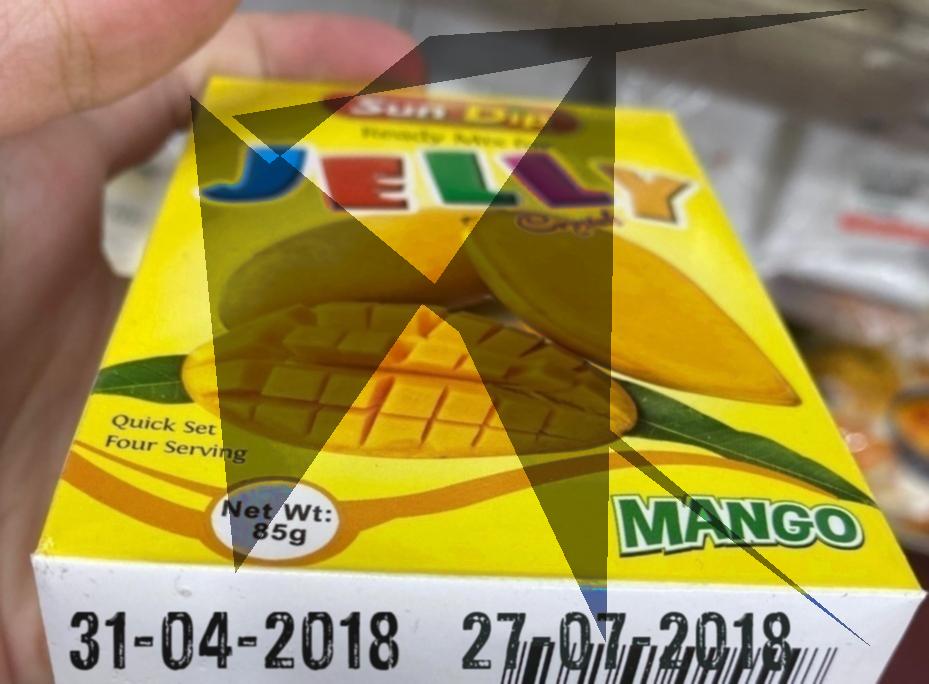 Sun Dip
Ready Mix for
JELLY
Quick Set
Four Serving
Net Wt:
85g
MANGO
31-04-2018 27-07-2018